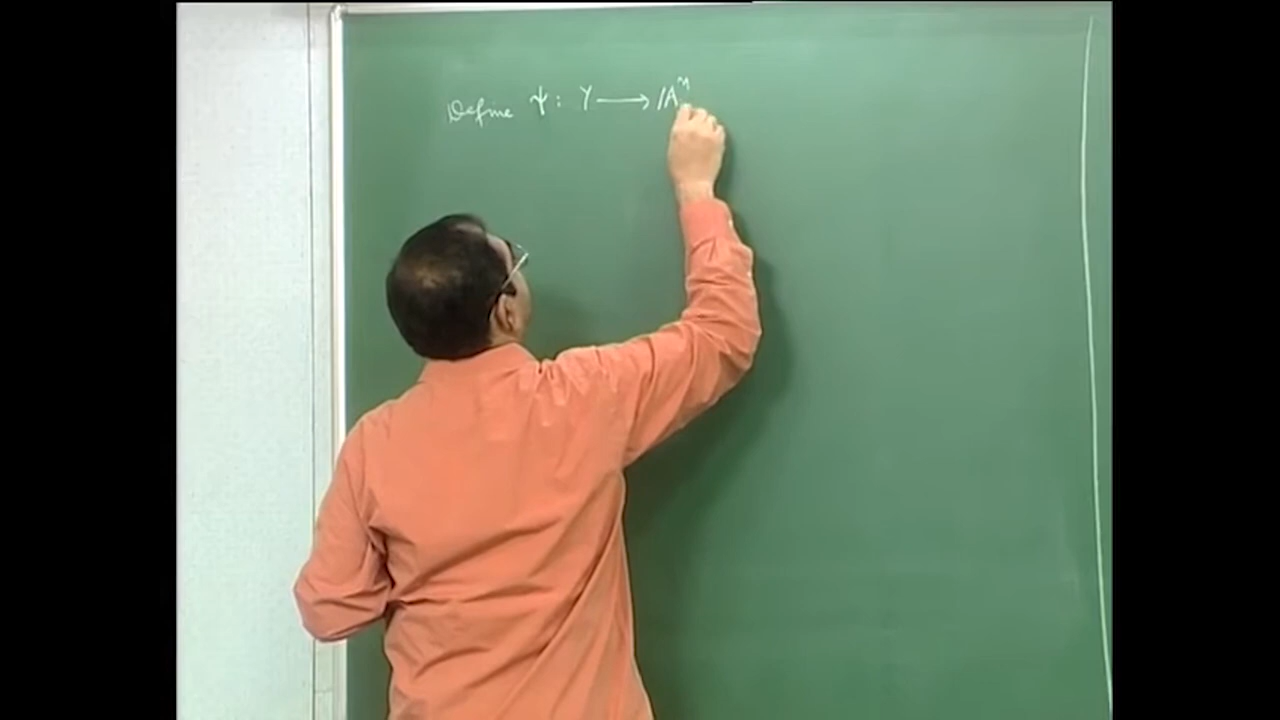 Define ψ : Y ⟶ 𝔸ⁿ